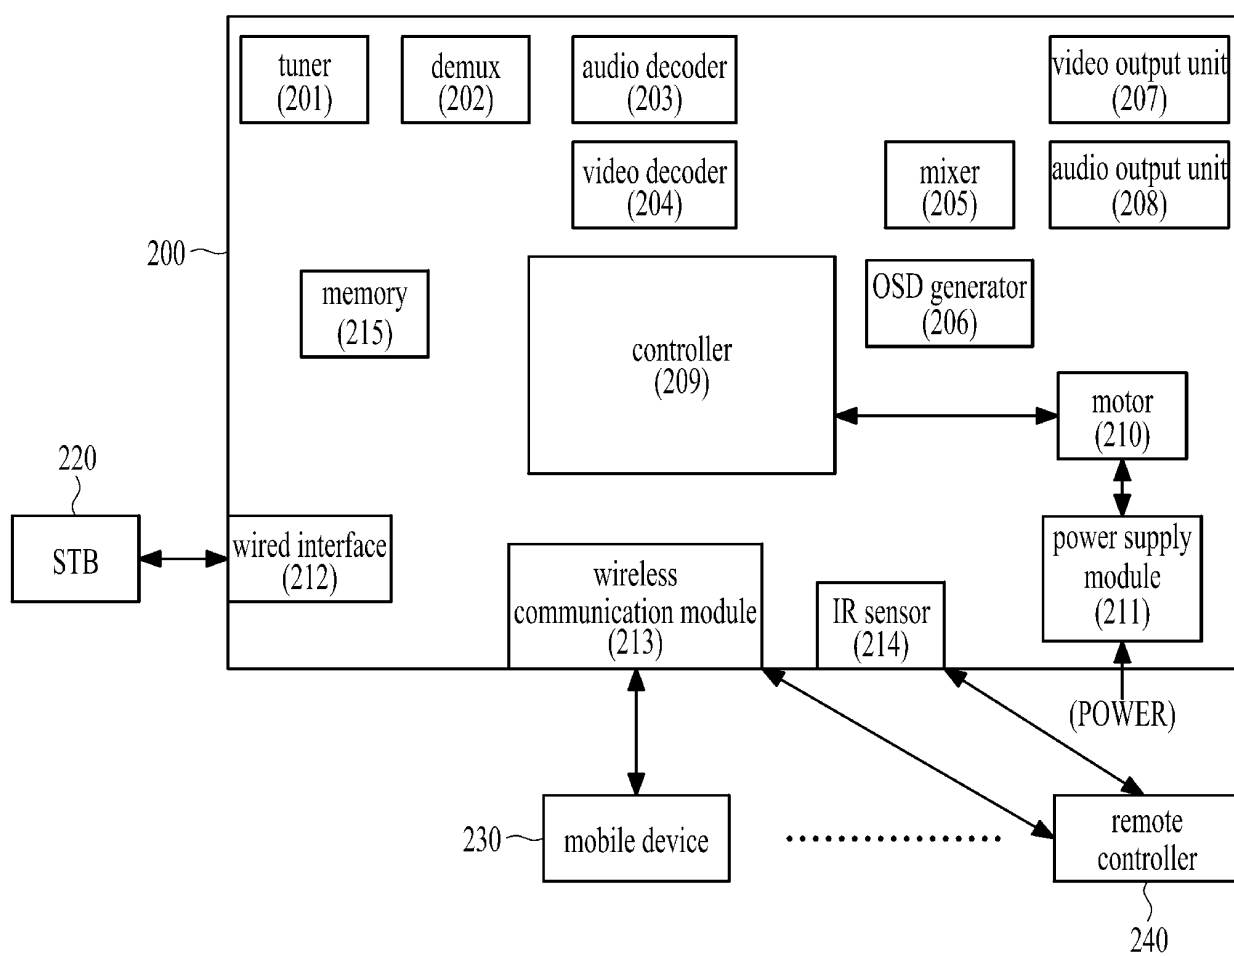 tuner
(201)
demux
(202)
audio decoder
(203)
video output unit
(207)
video decoder
(204)
mixer
(205)
audio output unit
(208)
200
memory
(215)
controller
(209)
OSD generator
(206)
motor
(210)
220
STB
wired interface
(212)
wireless
communication module
(213)
IR sensor
(214)
power supply
module
(211)
(POWER)
230
mobile device
remote
controller
240